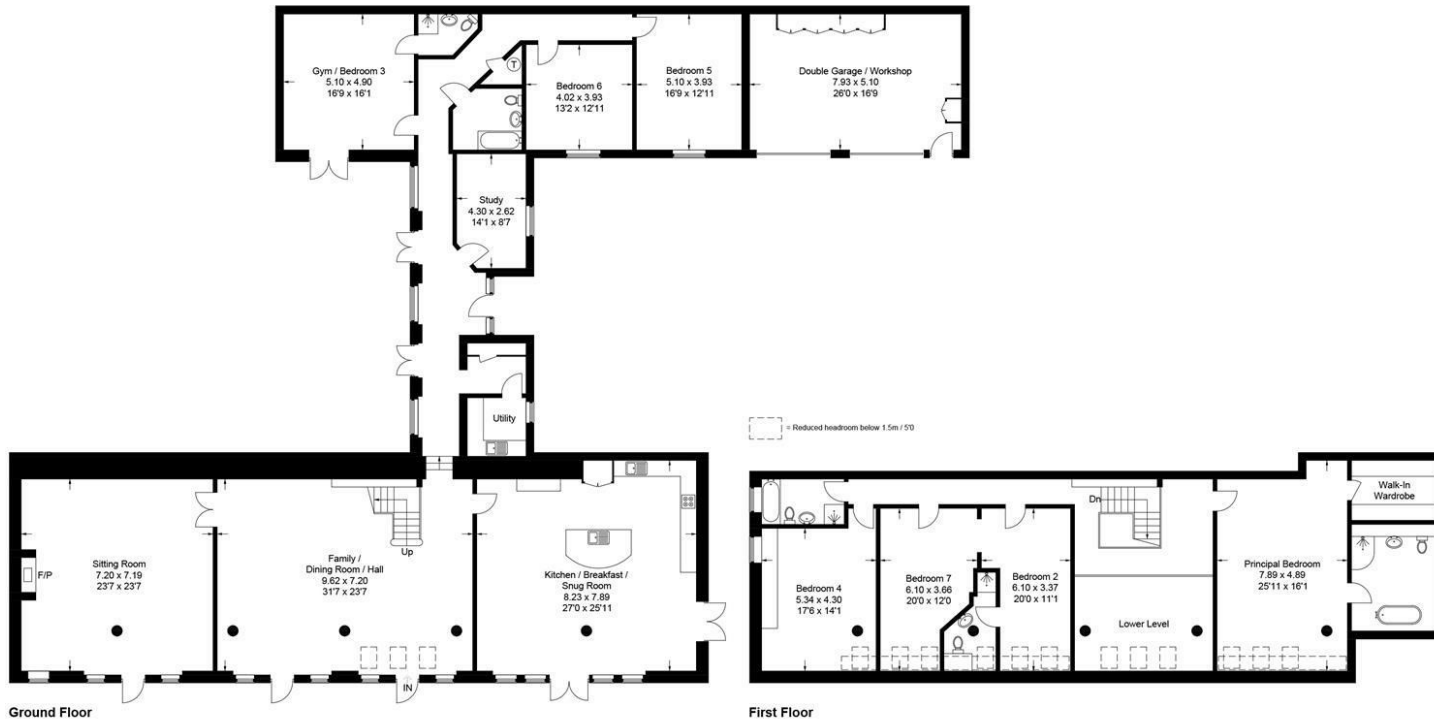 Gym / Bedroom 3
5.10 x 4.90
16'9 x 16'1
T
Bedroom 6
4.02 x 3.93
13'2 x 12'11
Bedroom 5
5.10 x 3.93
16'9 x 12'11
Double Garage / Workshop
7.93 x 5.10
26'0 x 16'9
Study
4.30 x 2.62
14'1 x 8'7
Utility
= Reduced headroom below 1.5m / 5'0
Sitting Room
7.20 x 7.19
23'7 x 23'7
F/P
Family /
Dining Room / Hall
9.62 x 7.20
31'7 x 23'7
Up
IN
Kitchen / Breakfast /
Snug Room
8.23 x 7.89
27'0 x 25'11
Ground Floor
Bedroom 4
5.34 x 4.30
17'6 x 14'1
Bedroom 7
6.10 x 3.66
20'0 x 12'0
Bedroom 2
6.10 x 3.37
20'0 x 11'1
Dn
Lower Level
Principal Bedroom
7.89 x 4.89
25'11 x 16'1
Walk-In
Wardrobe
First Floor